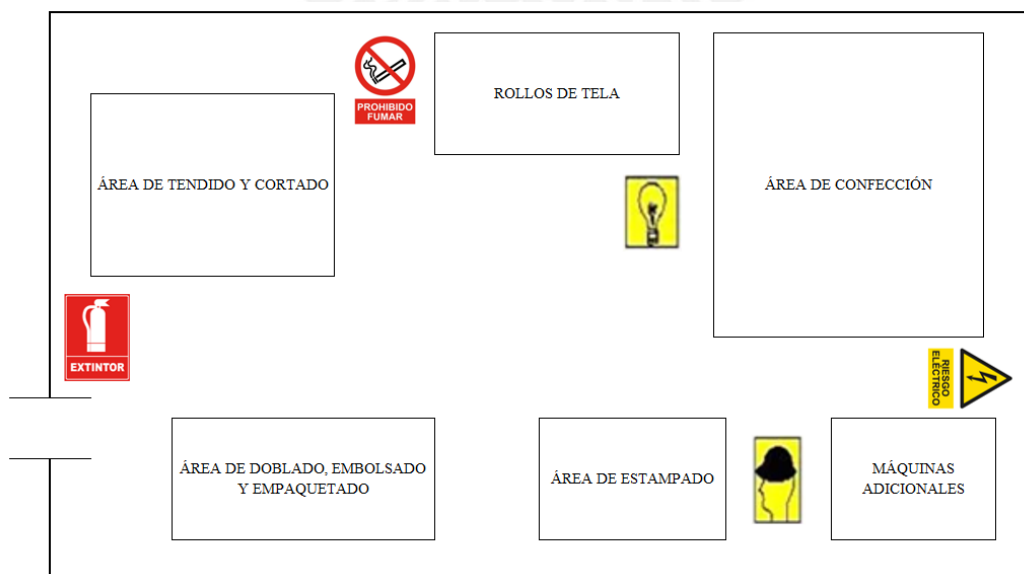 PROHIBIDO
FUMAR
ROLLOS DE TELA
ÁREA DE TENDIDO Y CORTADO
ÁREA DE CONFECCIÓN
EXTINTOR
RIESGO
ELÉCTRICO
ÁREA DE DOBLADO, EMBOLSADO
Y EMPAQUETADO
ÁREA DE ESTAMPADO
MÁQUINAS
ADICIONALES